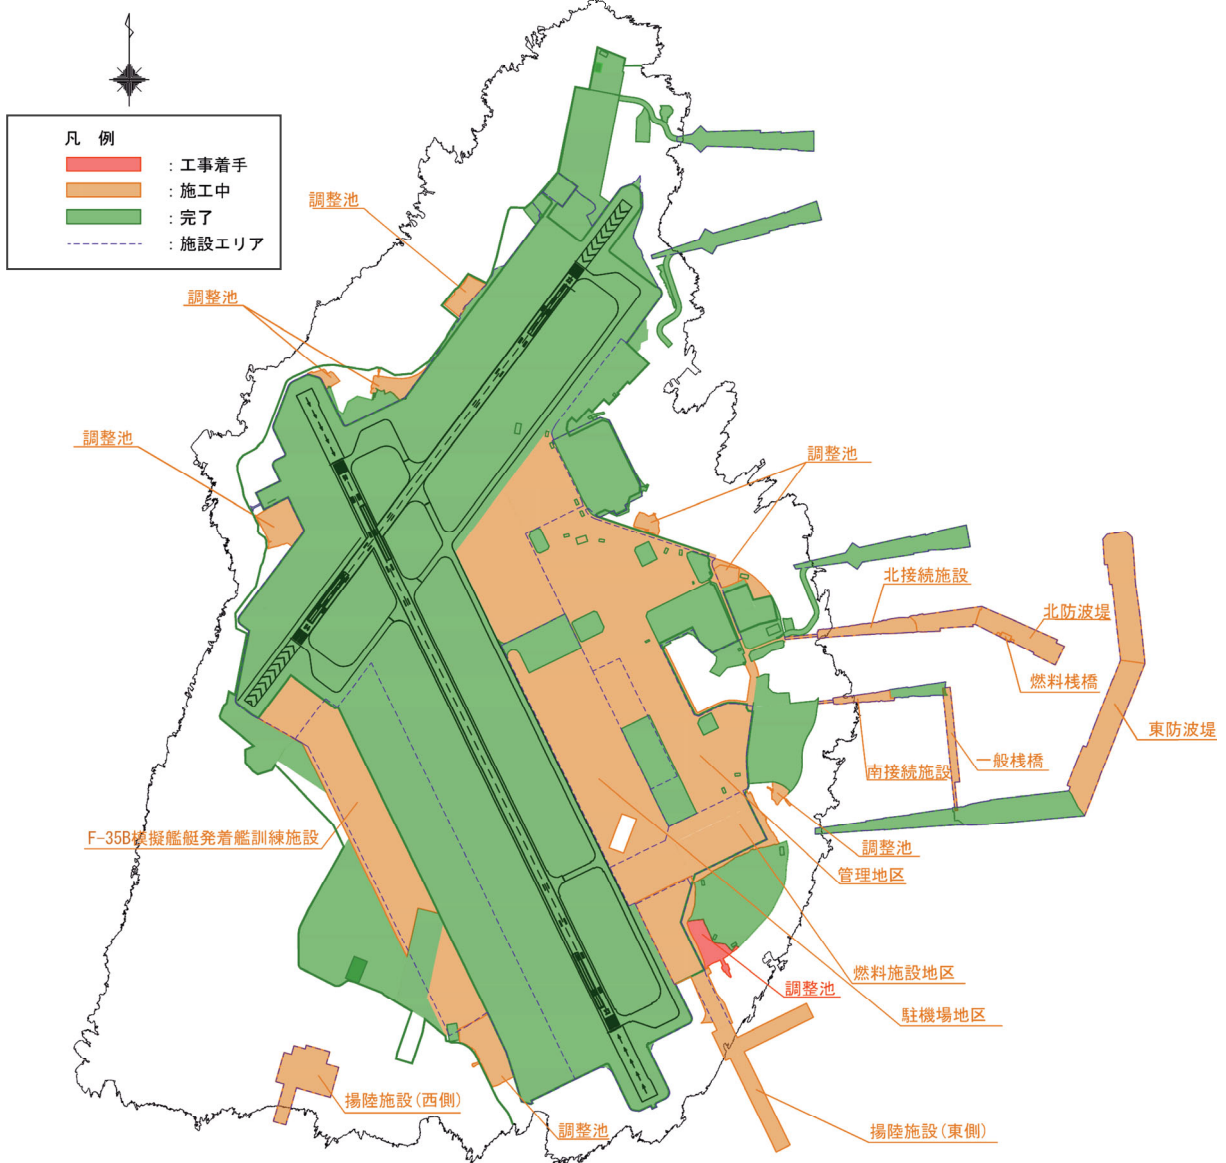 凡 例
：工事着手
：施工中
：完了
：施設エリア
調整池
調整池
調整池
調整池
北接続施設
北防波堤
燃料桟橋
東防波堤
一般桟橋
南接続施設
F-35B模擬艦艇発着艦訓練施設
調整池
管理地区
燃料施設地区
調整池
駐機場地区
揚陸施設(西側)
調整池
揚陸施設(東側)